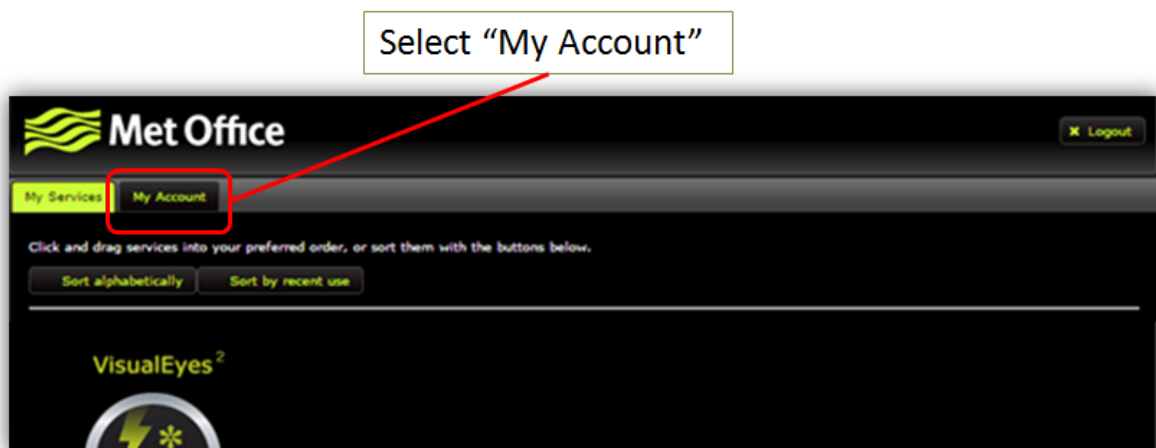 Select “My Account”
Met Office
✖ Logout
My Services My Account
Click and drag services into your preferred order, or sort them with the buttons below.
Sort alphabetically Sort by recent use
VisualEyes²